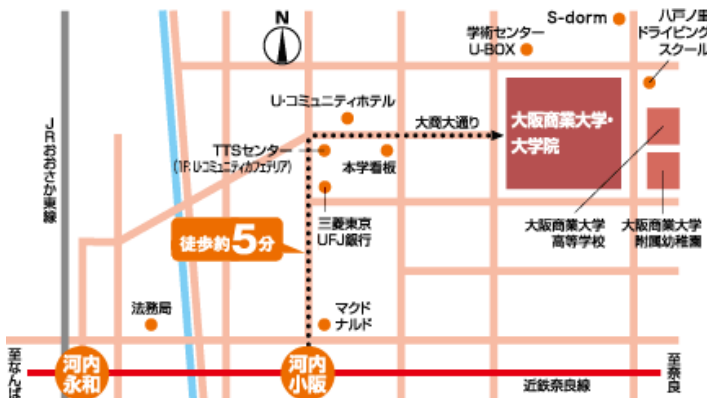 N
S-dorm
八戸ノ里
ドライビング
スクール
学術センター
U-BOX
JRおおさか東線
U・コミュニティホテル
大商大通り
大阪商業大学・
大学院
TTSセンター
(1F: U・コミュニティカフェテリア)
本学看板
三菱東京
UFJ銀行
大阪商業大学
高等学校
大阪商業大学
附属幼稚園
徒歩約5分
法務局
マクド
ナルド
至なんば
河内
永和
河内
小阪
近鉄奈良線
至奈良